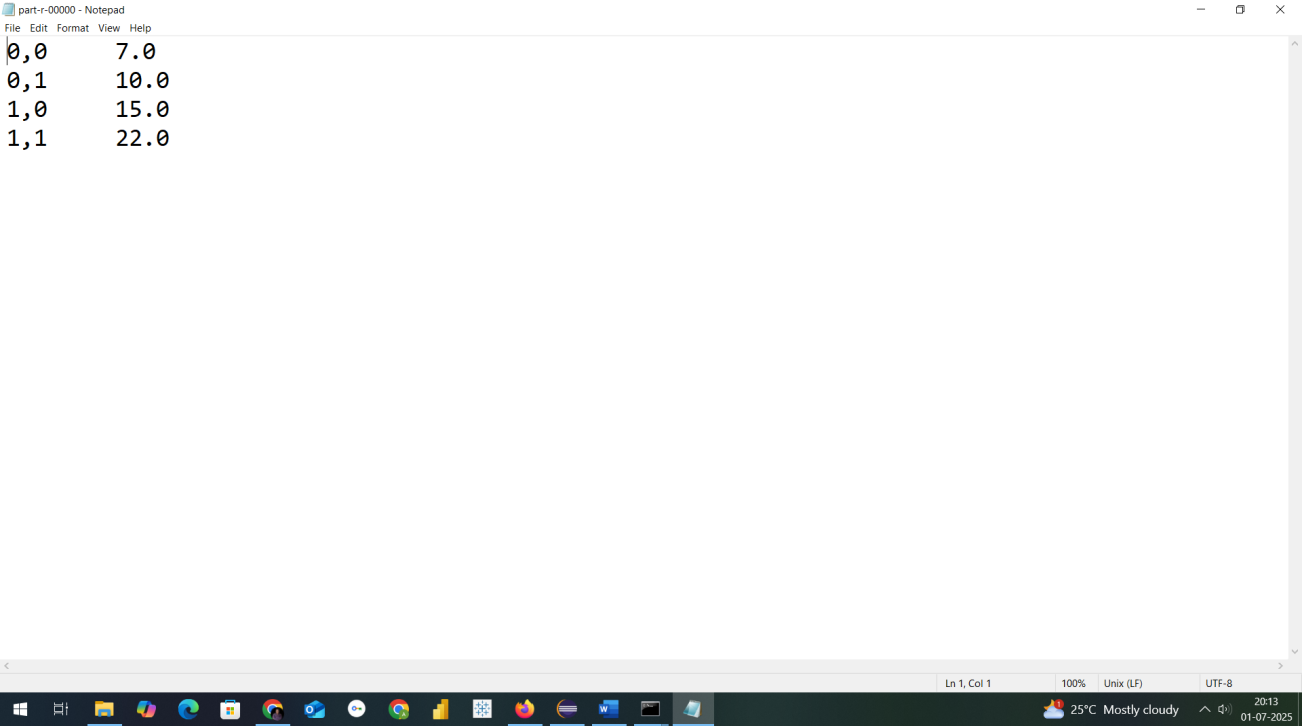 part-r-00000 - Notepad
File Edit Format View Help
0,0 7.0
0,1 10.0
1,0 15.0
1,1 22.0
Ln 1, Col 1 100% Unix (LF) UTF-8
25°C Mostly cloudy
20:13
01-07-2025